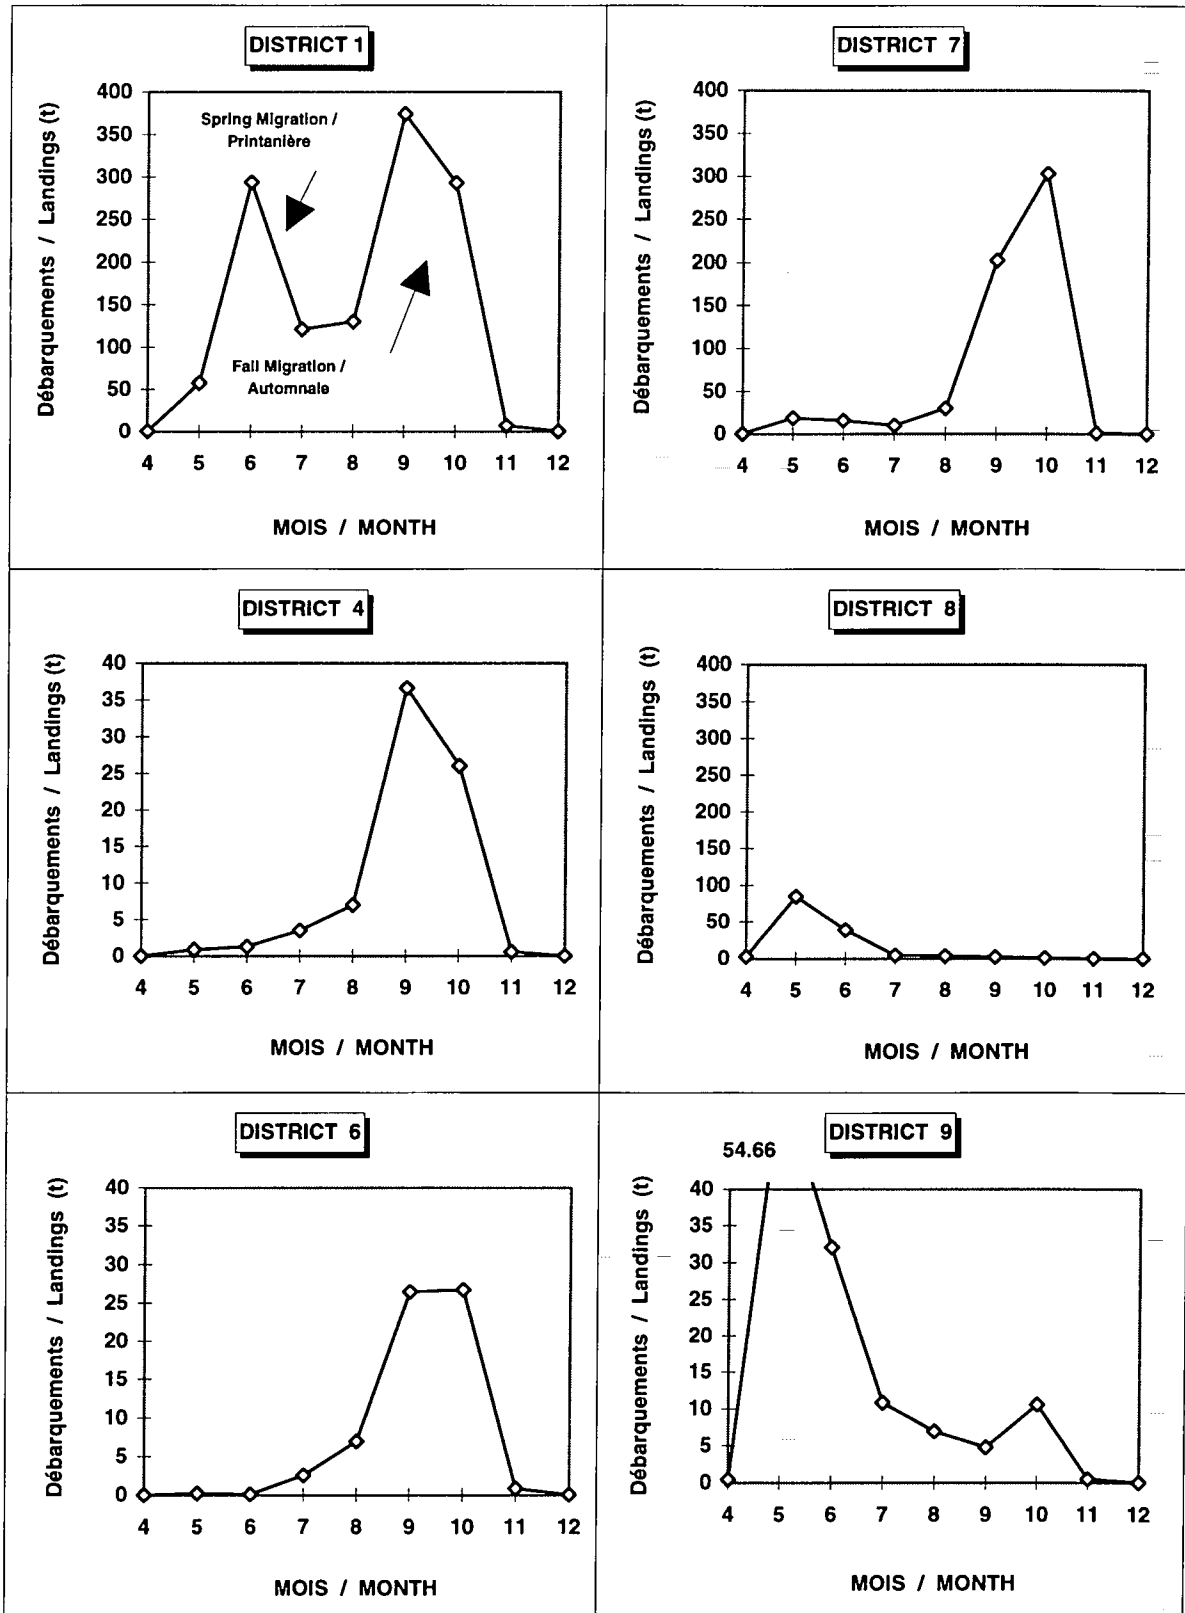 DISTRICT 1
Débarquements / Landings (t)
400
350
300
250
200
150
100
50
0
Spring Migration /
Printanière
Fall Migration /
Automnale
4 5 6 7 8 9 10 11 12
MOIS / MONTH
DISTRICT 7
Débarquements / Landings (t)
400
350
300
250
200
150
100
50
0
4 5 6 7 8 9 10 11 12
MOIS / MONTH
DISTRICT 4
Débarquements / Landings (t)
40
35
30
25
20
15
10
5
0
4 5 6 7 8 9 10 11 12
MOIS / MONTH
DISTRICT 8
Débarquements / Landings (t)
400
350
300
250
200
150
100
50
0
4 5 6 7 8 9 10 11 12
MOIS / MONTH
DISTRICT 6
Débarquements / Landings (t)
40
35
30
25
20
15
10
5
0
4 5 6 7 8 9 10 11 12
MOIS / MONTH
DISTRICT 9
54.66
Débarquements / Landings (t)
40
35
30
25
20
15
10
5
0
4 5 6 7 8 9 10 11 12
MOIS / MONTH